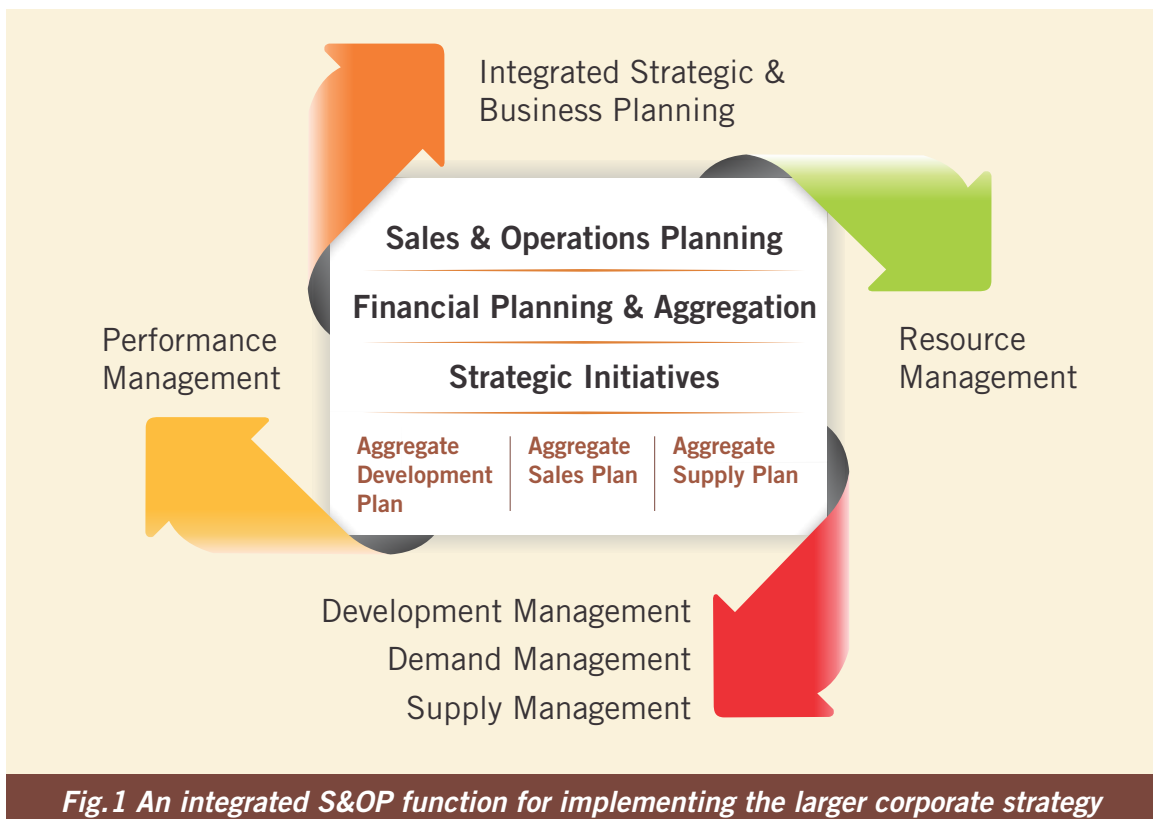 Integrated Strategic &
Business Planning
Sales & Operations Planning
Financial Planning & Aggregation
Strategic Initiatives
Aggregate
Development
Plan
Aggregate
Sales Plan
Aggregate
Supply Plan
Performance
Management
Resource
Management
Development Management
Demand Management
Supply Management
Fig.1 An integrated S&OP function for implementing the larger corporate strategy